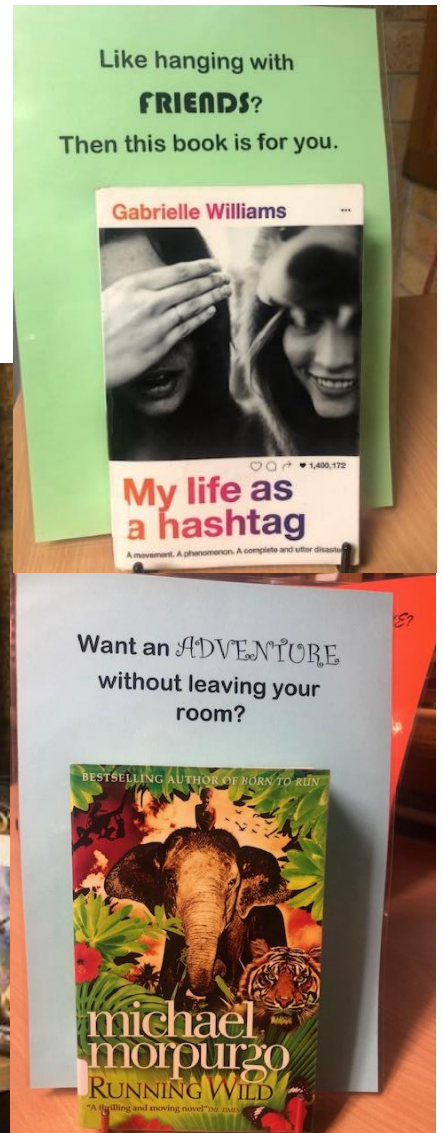 Like hanging with
FRIENDS?
Then this book is for you.
Gabrielle Williams
1,400,172
My life as
a hashtag
A movement. A phenomenon. A complete and utter disaster
E?
Want an ADVENTURE
without leaving your
room?
BESTSELLING AUTHOR OF BORN TO RUN
michael
morpurgo
RUNNING WILD
"A thrilling and moving novel" THE TIMES